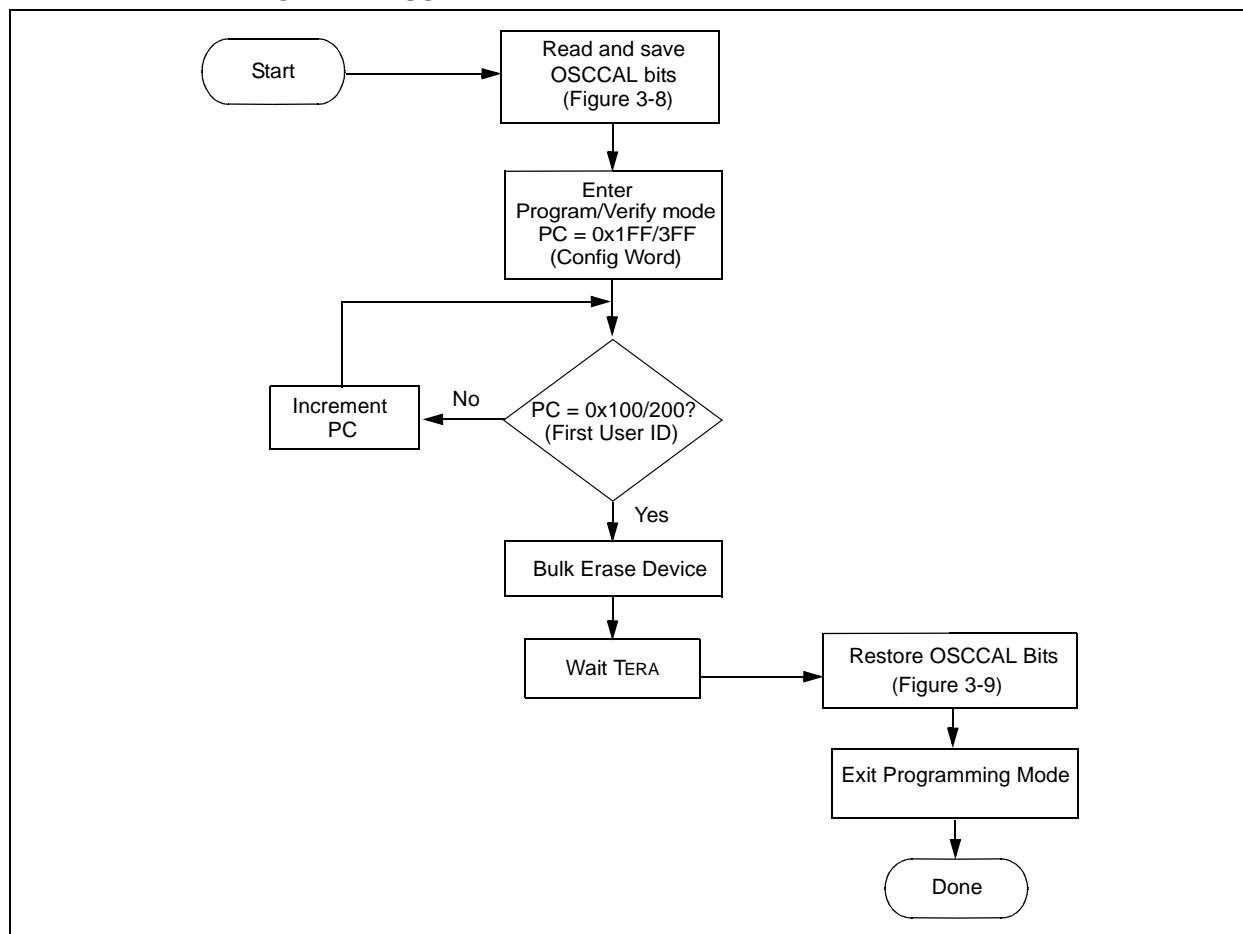 Start
Read and save
OSCCAL bits
(Figure 3-8)
Enter
Program/Verify mode
PC = 0x1FF/3FF
(Config Word)
PC = 0x100/200?
(First User ID)
No
Increment
PC
Yes
Bulk Erase Device
Wait TERA
Restore OSCCAL Bits
(Figure 3-9)
Exit Programming Mode
Done